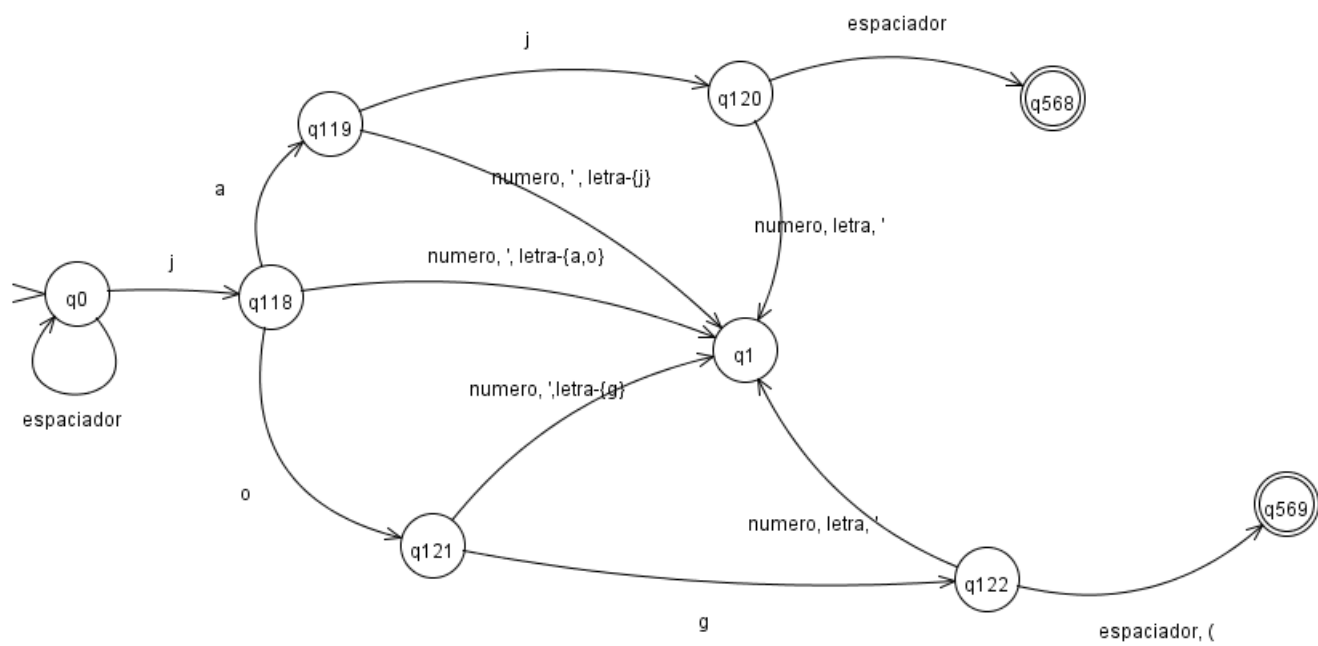 espaciador
j
q120
q568
q119
numero, ' , letra-{j}
a
numero, letra, '
numero, ', letra-{a,o}
j
q0
q118
q1
numero, ',letra-{g}
espaciador
o
q569
numero, letra, '
q121
q122
g
espaciador, (